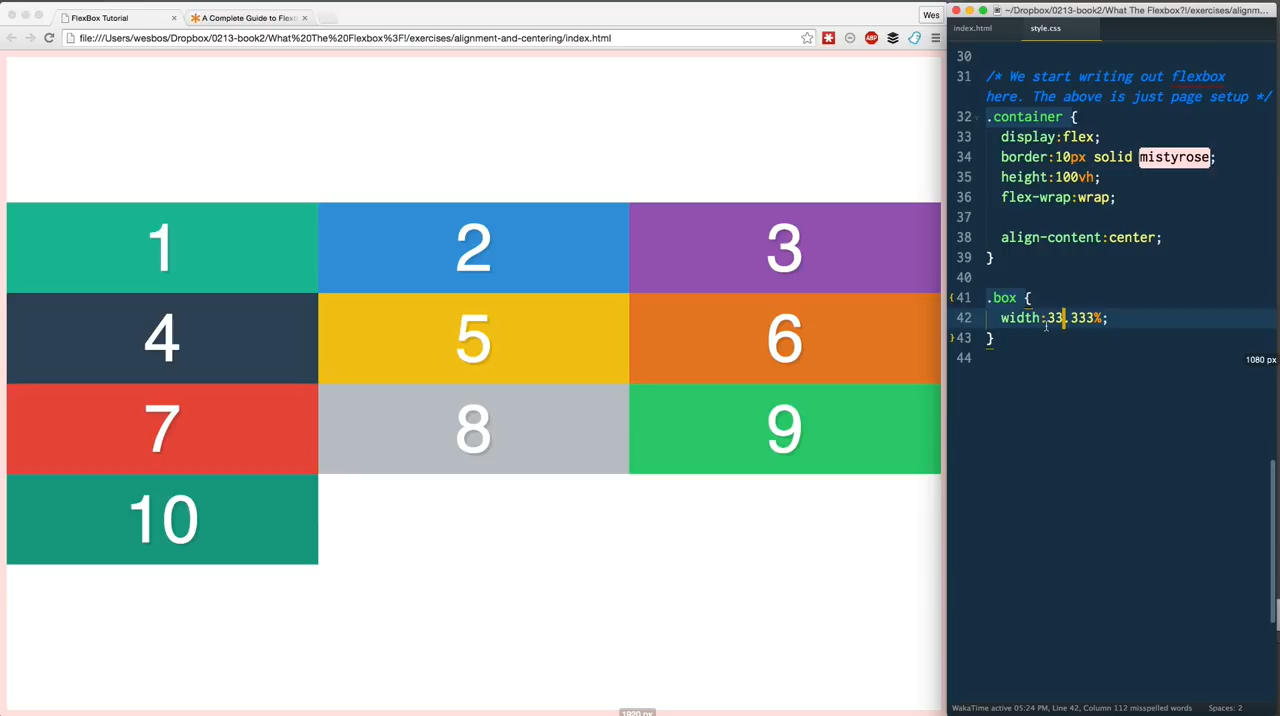 FlexBox Tutorial
A Complete Guide to Flexb
Wes
file:///Users/wesbos/Dropbox/0213-book2/What%20The%20Flexbox%3F!/exercises/alignment-and-centering/index.html
ABP
1
2
3
4
5
6
7
8
9
10
1920 px
~/Dropbox/0213-book2/What The Flexbox?!/exercises/alignm...
index.html
style.css
30
31 /* We start writing out flexbox
here. The above is just page setup */
32 .container {
33 display:flex;
34 border:10px solid mistyrose;
35 height:100vh;
36 flex-wrap:wrap;
37
38 align-content:center;
39 }
40
41 .box {
42 width:33.333%;
43 }
44
1080 px
WakaTime active 05:24 PM, Line 42, Column 112 misspelled words
Spaces: 2